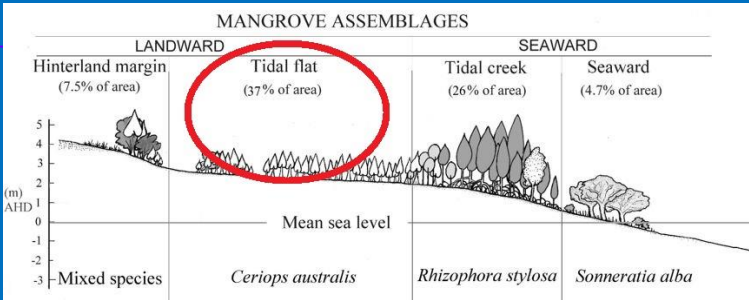 MANGROVE ASSEMBLAGES
LANDWARD SEAWARD
Hinterland margin Tidal flat Tidal creek Seaward
(7.5% of area) (37% of area) (26% of area) (4.7% of area)
5
4
3
2
(m) 1
AHD 0
Mean sea level
-1
-2
-3
Mixed species Ceriops australis Rhizophora stylosa Sonneratia alba